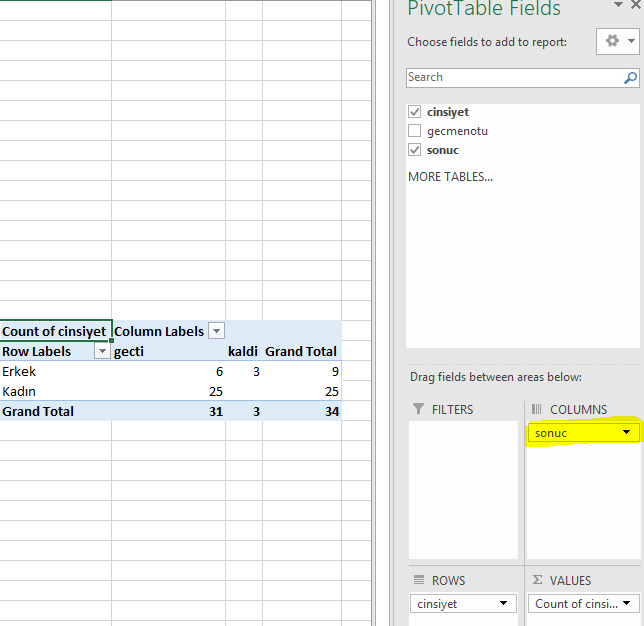 PivotTable Fields
Choose fields to add to report:
Search
cinsiyet
gecmenotu
sonuc
MORE TABLES...
Count of cinsiyet Column Labels
Row Labels gecti kaldi Grand Total
Erkek 6 3 9
Kadın 25 25
Grand Total 31 3 34
Drag fields between areas below:
FILTERS COLUMNS
sonuc
ROWS Σ VALUES
cinsiyet Count of cinsi...